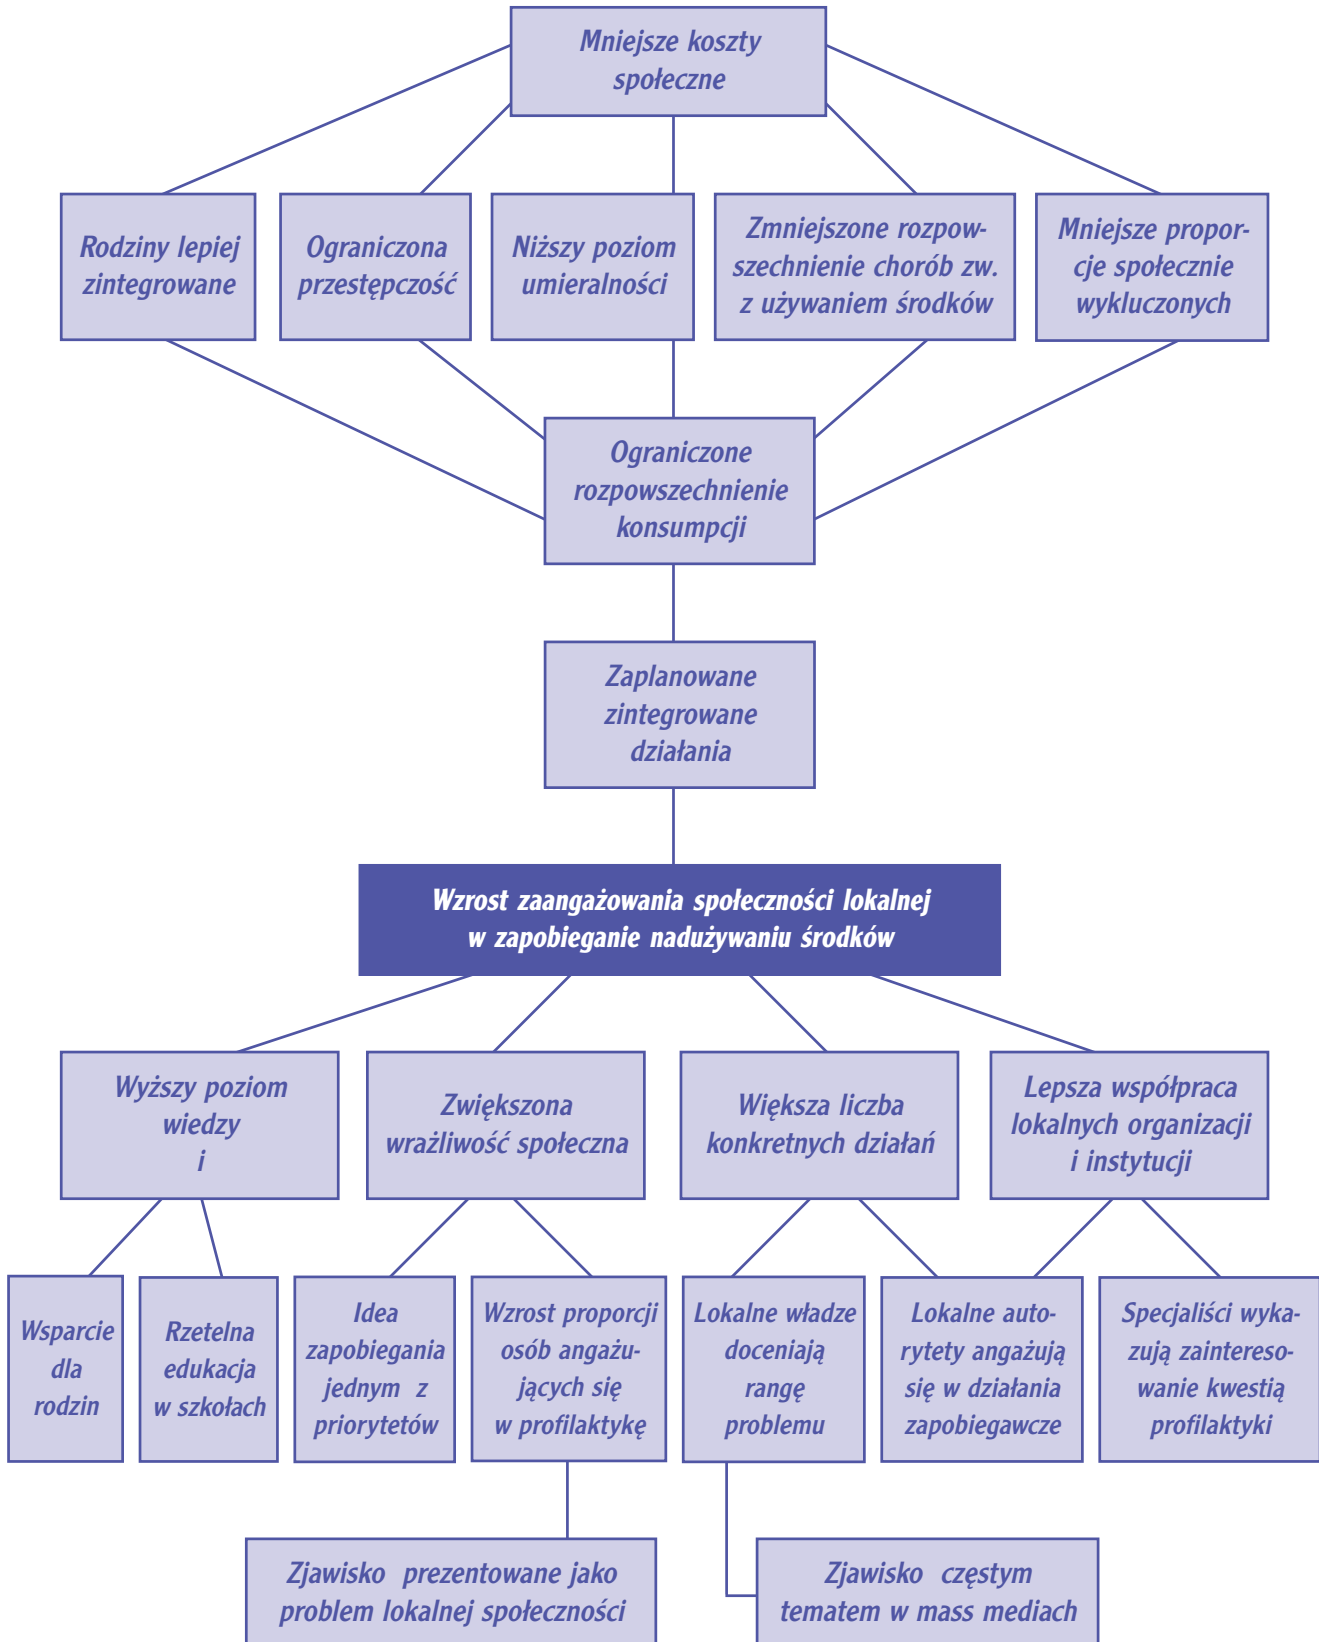 Mniejsze koszty
społeczne
Rodziny lepiej
zintegrowane
Ograniczona
przestępczość
Niższy poziom
umieralności
Zmniejszone rozpow-
szechnienie chorób zw.
z używaniem środków
Mniejsze propor-
cje społecznie
wykluczonych
Ograniczone
rozpowszechnienie
konsumpcji
Zaplanowane
zintegrowane
działania
Wzrost zaangażowania społeczności lokalnej
w zapobieganie nadużywaniu środków
Wyższy poziom
wiedzy
i
Zwiększona
wrażliwość społeczna
Większa liczba
konkretnych działań
Lepsza współpraca
lokalnych organizacji
i instytucji
Wsparcie
dla
rodzin
Rzetelna
edukacja
w szkołach
Idea
zapobiegania
jednym z
priorytetów
Wzrost proporcji
osób angażu-
jących się
w profilaktykę
Lokalne władze
doceniają
rangę
problemu
Lokalne auto-
rytety angażują
się w działania
zapobiegawcze
Specjaliści wyka-
zują zaintereso-
wanie kwestią
profilaktyki
Zjawisko prezentowane jako
problem lokalnej społeczności
Zjawisko częstym
tematem w mass mediach